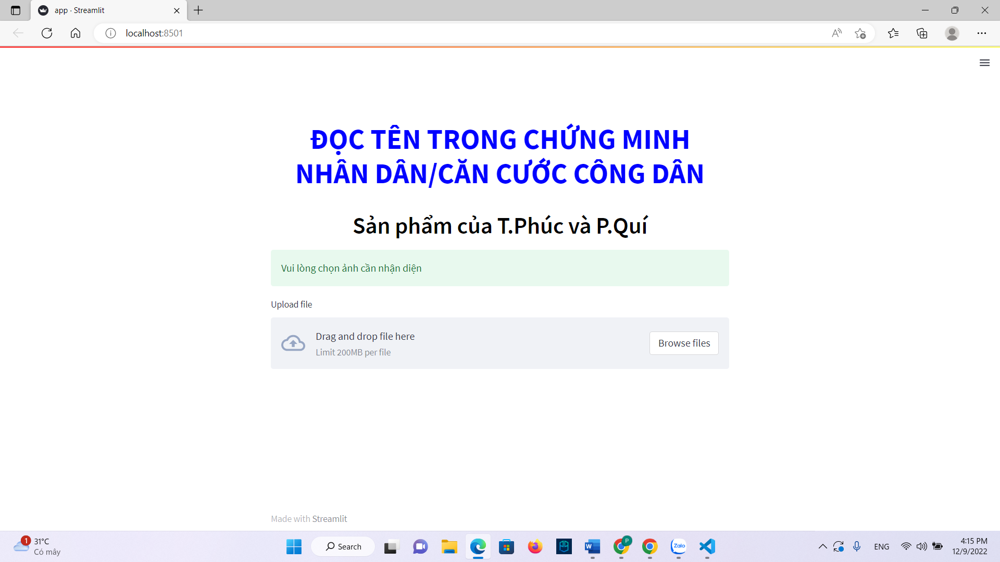 app · Streamlit
localhost:8501
ĐỌC TÊN TRONG CHỨNG MINH
NHÂN DÂN/CĂN CƯỚC CÔNG DÂN
Sản phẩm của T.Phúc và P.Quí
Vui lòng chọn ảnh cần nhận diện
Upload file
Drag and drop file here
Limit 200MB per file
Browse files
Made with Streamlit
1
31°C
Có mây
Search
P
Zalo
ENG
4:15 PM
12/9/2022